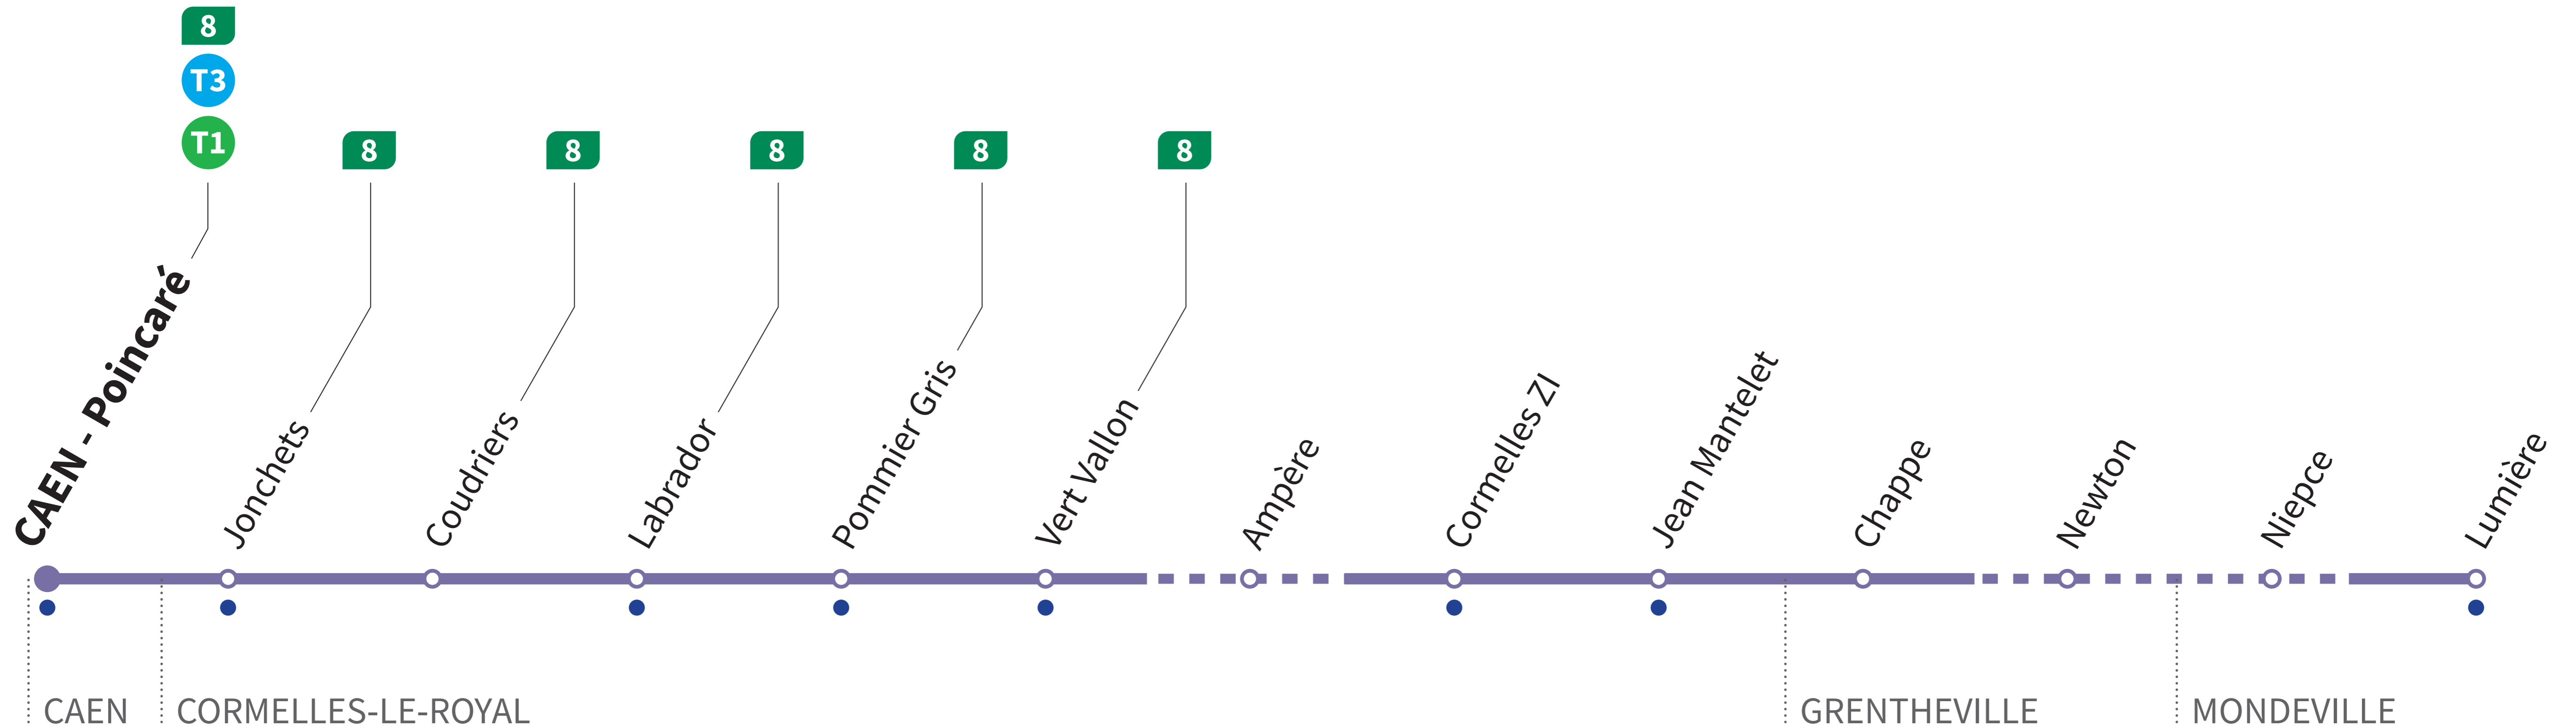 8
T3
T1
8
8
8
8
8
CAEN - Poincaré
Jonchets
Coudriers
Labrador
Pommier Gris
Vert Vallon
Ampère
Cormelles ZI
Jean Mantelet
Chappe
Newton
Niepce
Lumière
CAEN
CORMELLES-LE-ROYAL
GRENTHEVILLE
MONDEVILLE